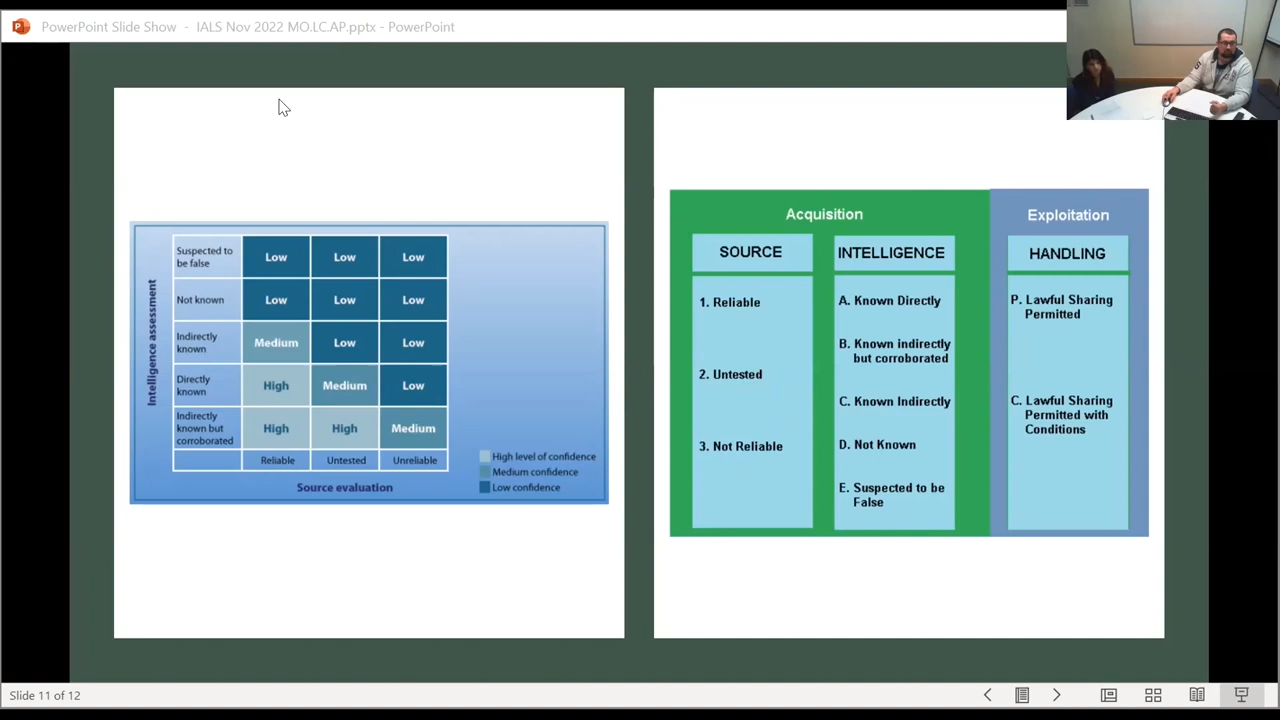 PowerPoint Slide Show - IALS Nov 2022 MO.LC.AP.pptx - PowerPoint
Intelligence assessment
Suspected to
be false
Low
Low
Low
Not known
Low
Low
Low
Indirectly
known
Medium
Low
Low
Directly
known
High
Medium
Low
Indirectly
known but
corroborated
High
High
Medium
Reliable
Untested
Unreliable
Source evaluation
High level of confidence
Medium confidence
Low confidence
Acquisition
SOURCE
1. Reliable
2. Untested
3. Not Reliable
INTELLIGENCE
A. Known Directly
B. Known indirectly
but corroborated
C. Known Indirectly
D. Not Known
E. Suspected to be
False
Exploitation
HANDLING
P. Lawful Sharing
Permitted
C. Lawful Sharing
Permitted with
Conditions
Slide 11 of 12